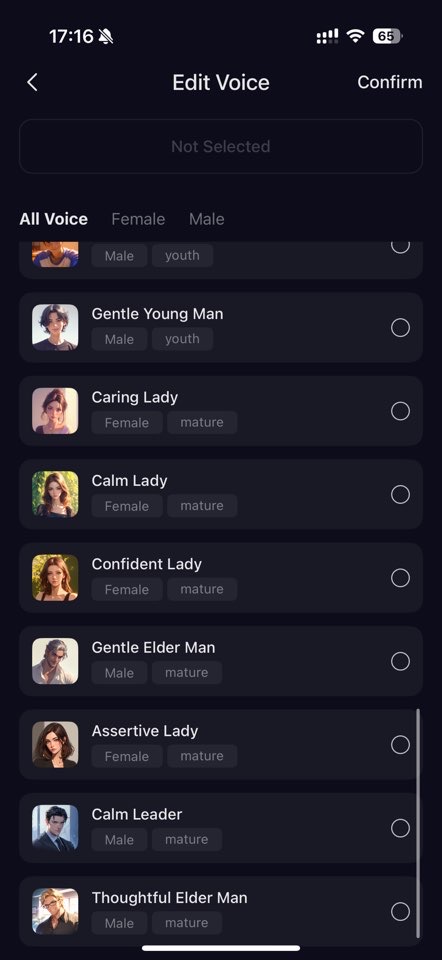 17:16
65
Edit Voice
Confirm
Not Selected
All Voice Female Male
Male youth
Gentle Young Man
Male youth
Caring Lady
Female mature
Calm Lady
Female mature
Confident Lady
Female mature
Gentle Elder Man
Male mature
Assertive Lady
Female mature
Calm Leader
Male mature
Thoughtful Elder Man
Male mature